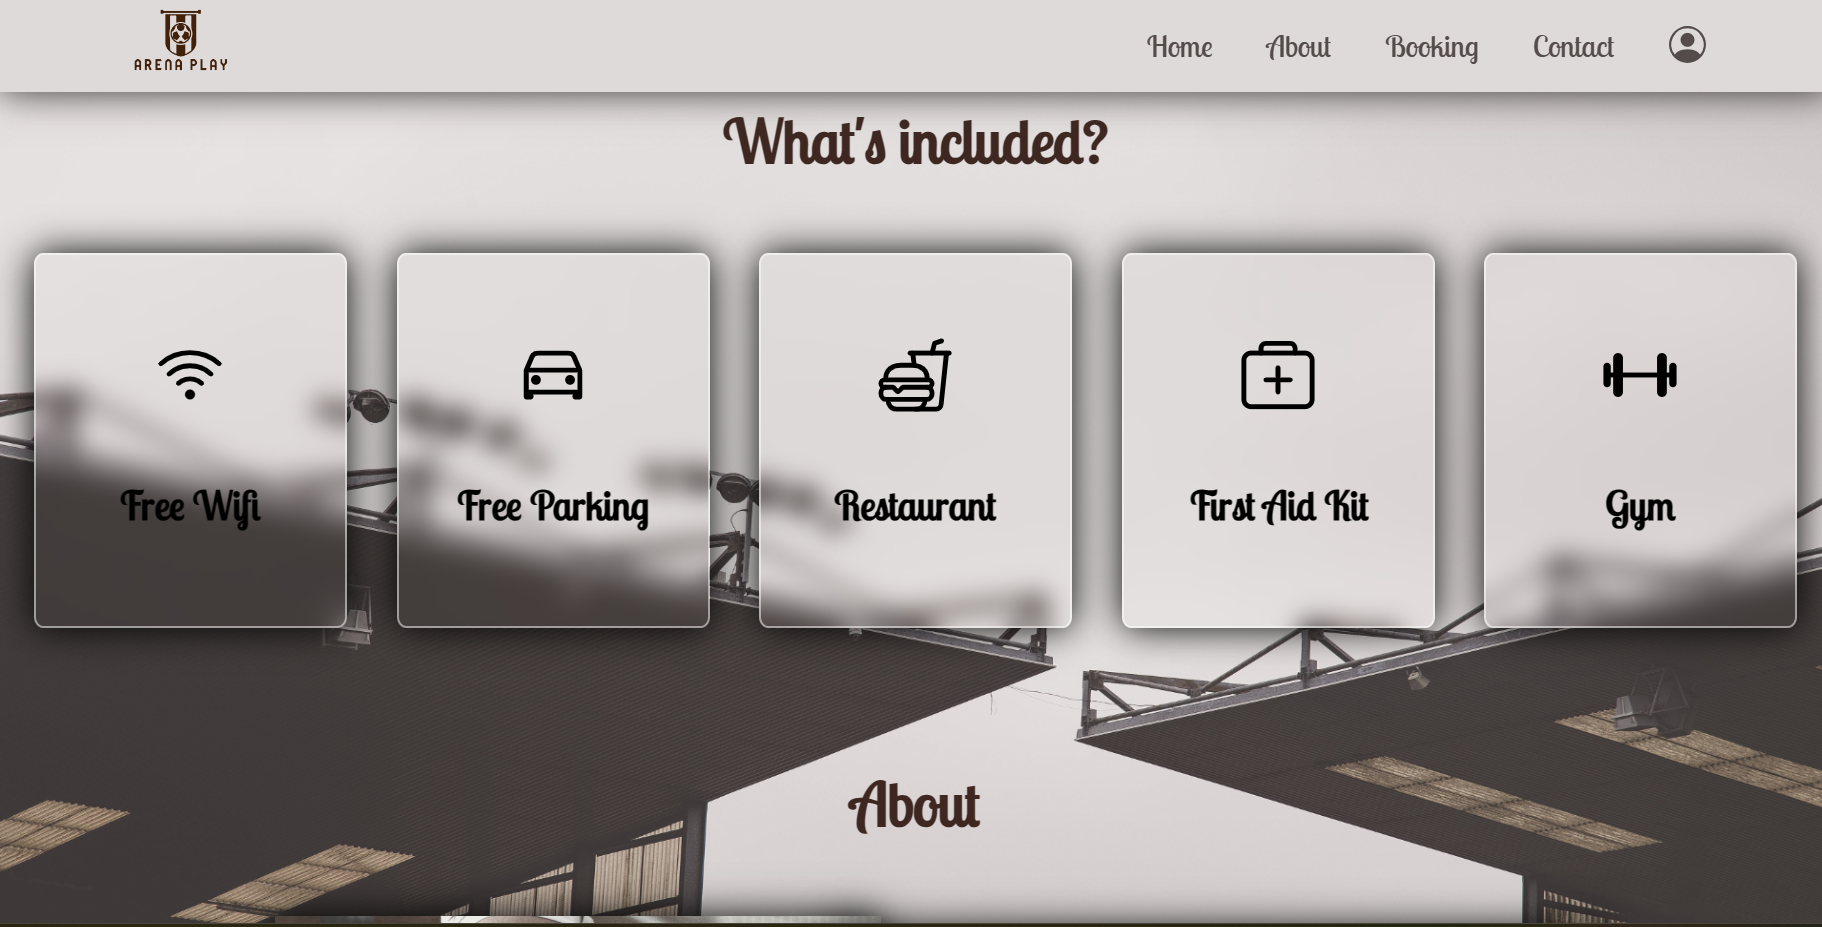 ARENA PLAY
Home About Booking Contact
What's included?
Free Wifi
Free Parking
Restaurant
First Aid Kit
Gym
About